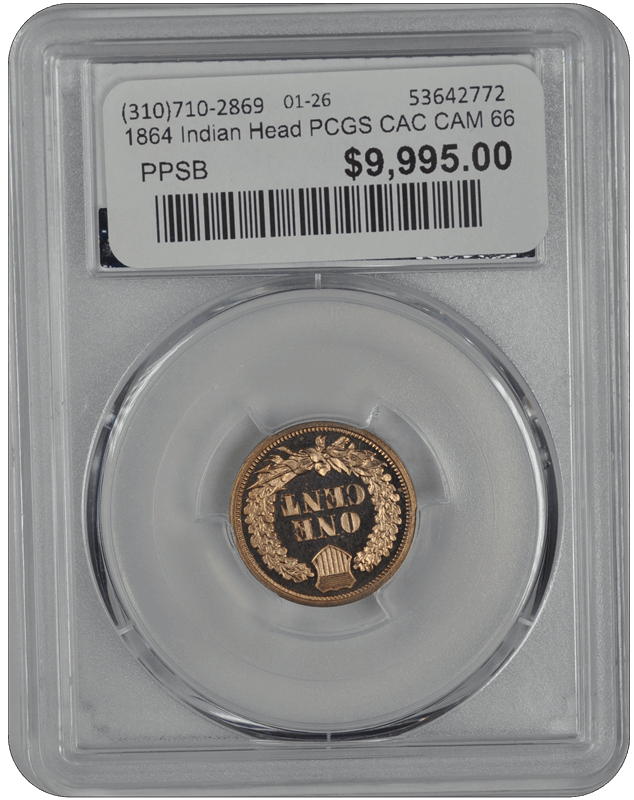 (310)710-2869 01-26 53642772
1864 Indian Head PCGS CAC CAM 66
PPSB $9,995.00
ONE
CENT